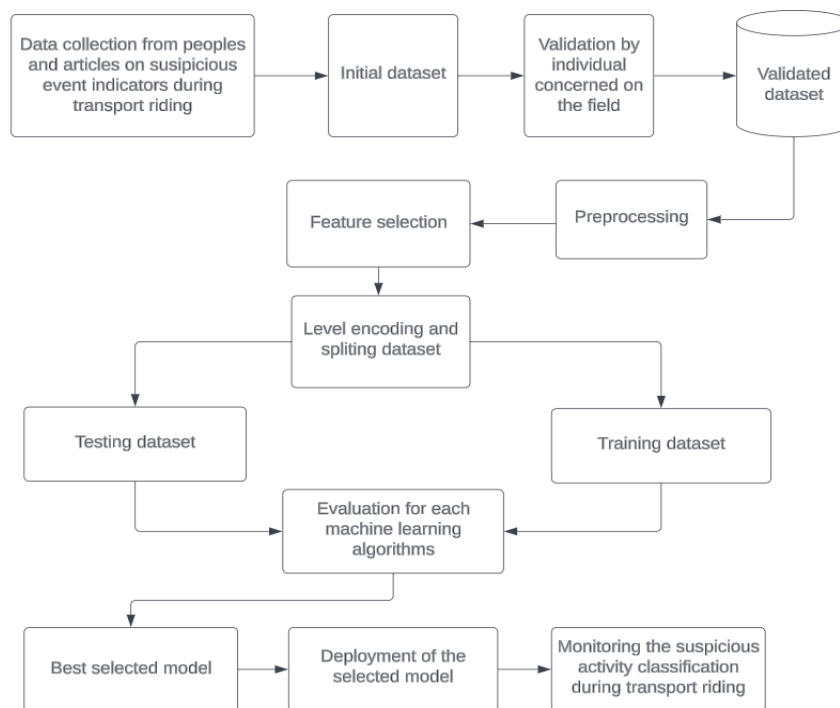 Data collection from peoples
and articles on suspicious
event indicators during
transport riding
Initial dataset
Validation by
individual
concerned on
the field
Validated
dataset
Preprocessing
Feature selection
Level encoding and
spliting dataset
Testing dataset
Training dataset
Evaluation for each
machine learning
algorithms
Best selected model
Deployment of the
selected model
Monitoring the suspicious
activity classification
during transport riding